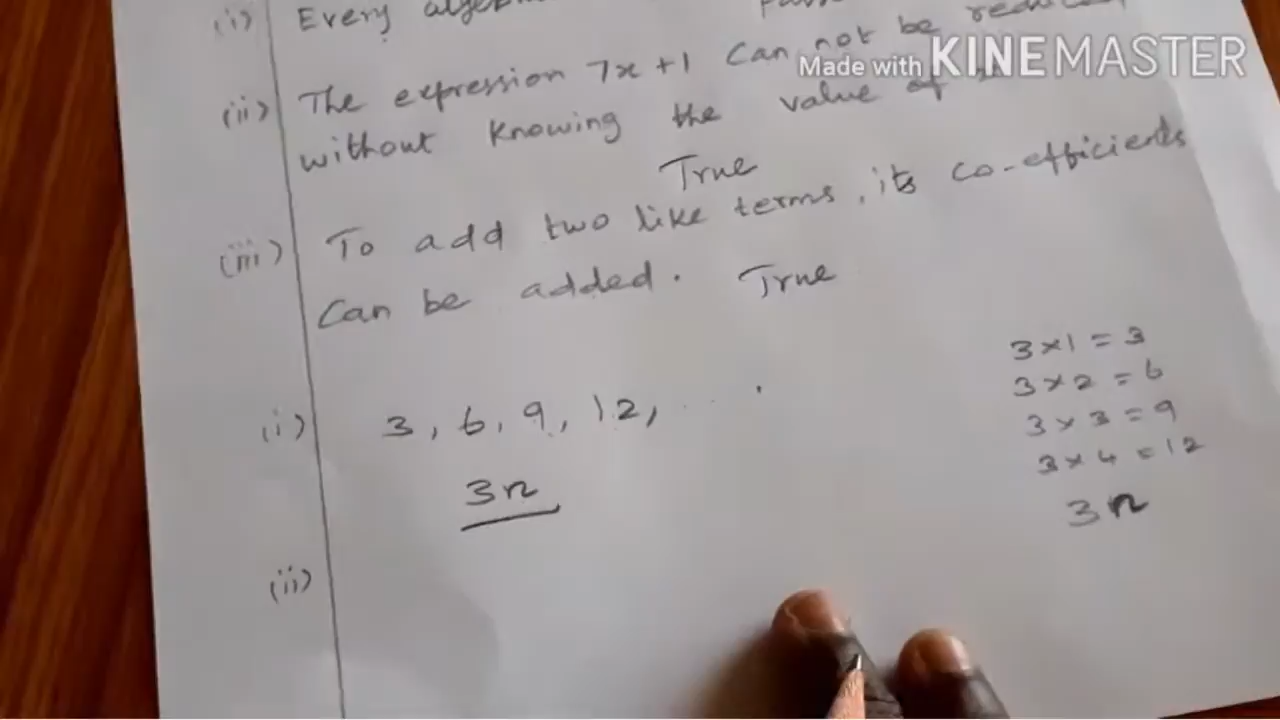 (i) Every
(ii) The expression 7x + 1 Can not be
Made with KINEMASTER
without knowing the value of x
True
(iii) To add two like terms, its co-efficients
Can be added. True
3 × 1 = 3
3 × 2 = 6
3 × 3 = 9
3 × 4 = 12
3n
(i) 3, 6, 9, 12, ....
3n
(ii)